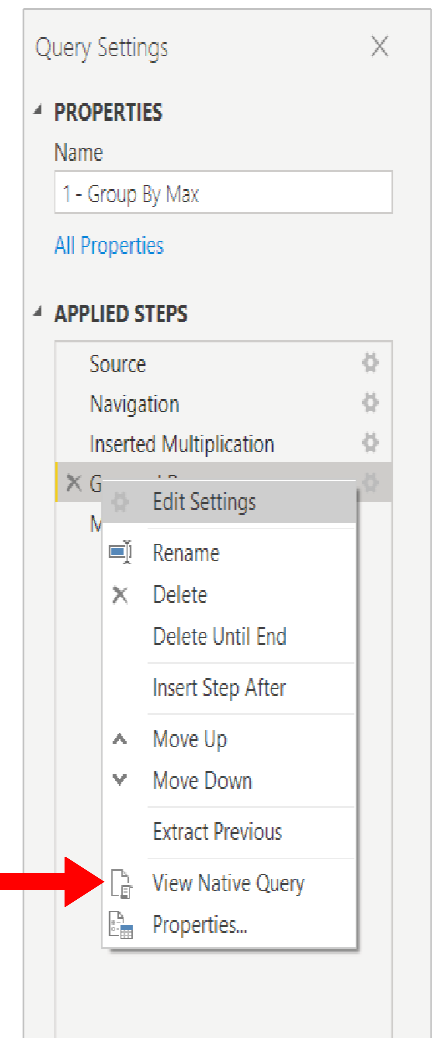 Query Settings
PROPERTIES
Name
1 - Group By Max
All Properties
APPLIED STEPS
Source
Navigation
Inserted Multiplication
Edit Settings
Rename
Delete
Delete Until End
Insert Step After
Move Up
Move Down
Extract Previous
View Native Query
Properties...